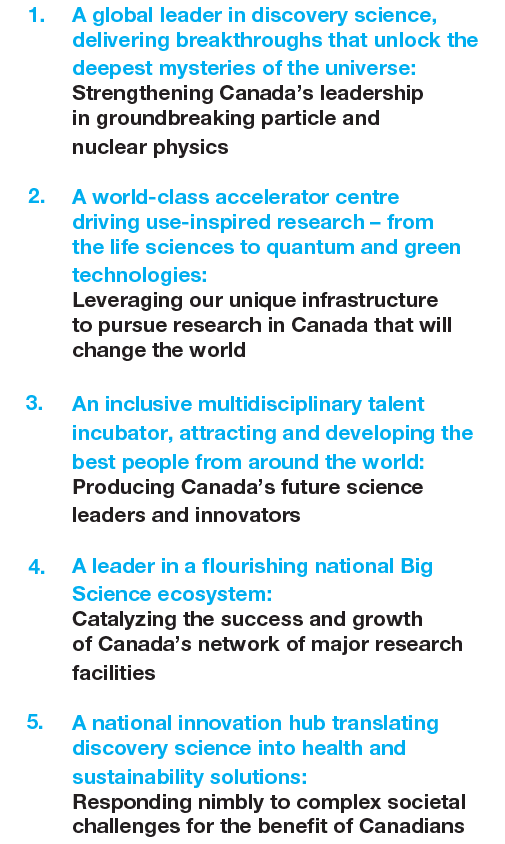 1. A global leader in discovery science,
delivering breakthroughs that unlock the
deepest mysteries of the universe:
Strengthening Canada’s leadership
in groundbreaking particle and
nuclear physics
2. A world-class accelerator centre
driving use-inspired research – from
the life sciences to quantum and green
technologies:
Leveraging our unique infrastructure
to pursue research in Canada that will
change the world
3. An inclusive multidisciplinary talent
incubator, attracting and developing the
best people from around the world:
Producing Canada’s future science
leaders and innovators
4. A leader in a flourishing national Big
Science ecosystem:
Catalyzing the success and growth
of Canada’s network of major research
facilities
5. A national innovation hub translating
discovery science into health and
sustainability solutions:
Responding nimbly to complex societal
challenges for the benefit of Canadians